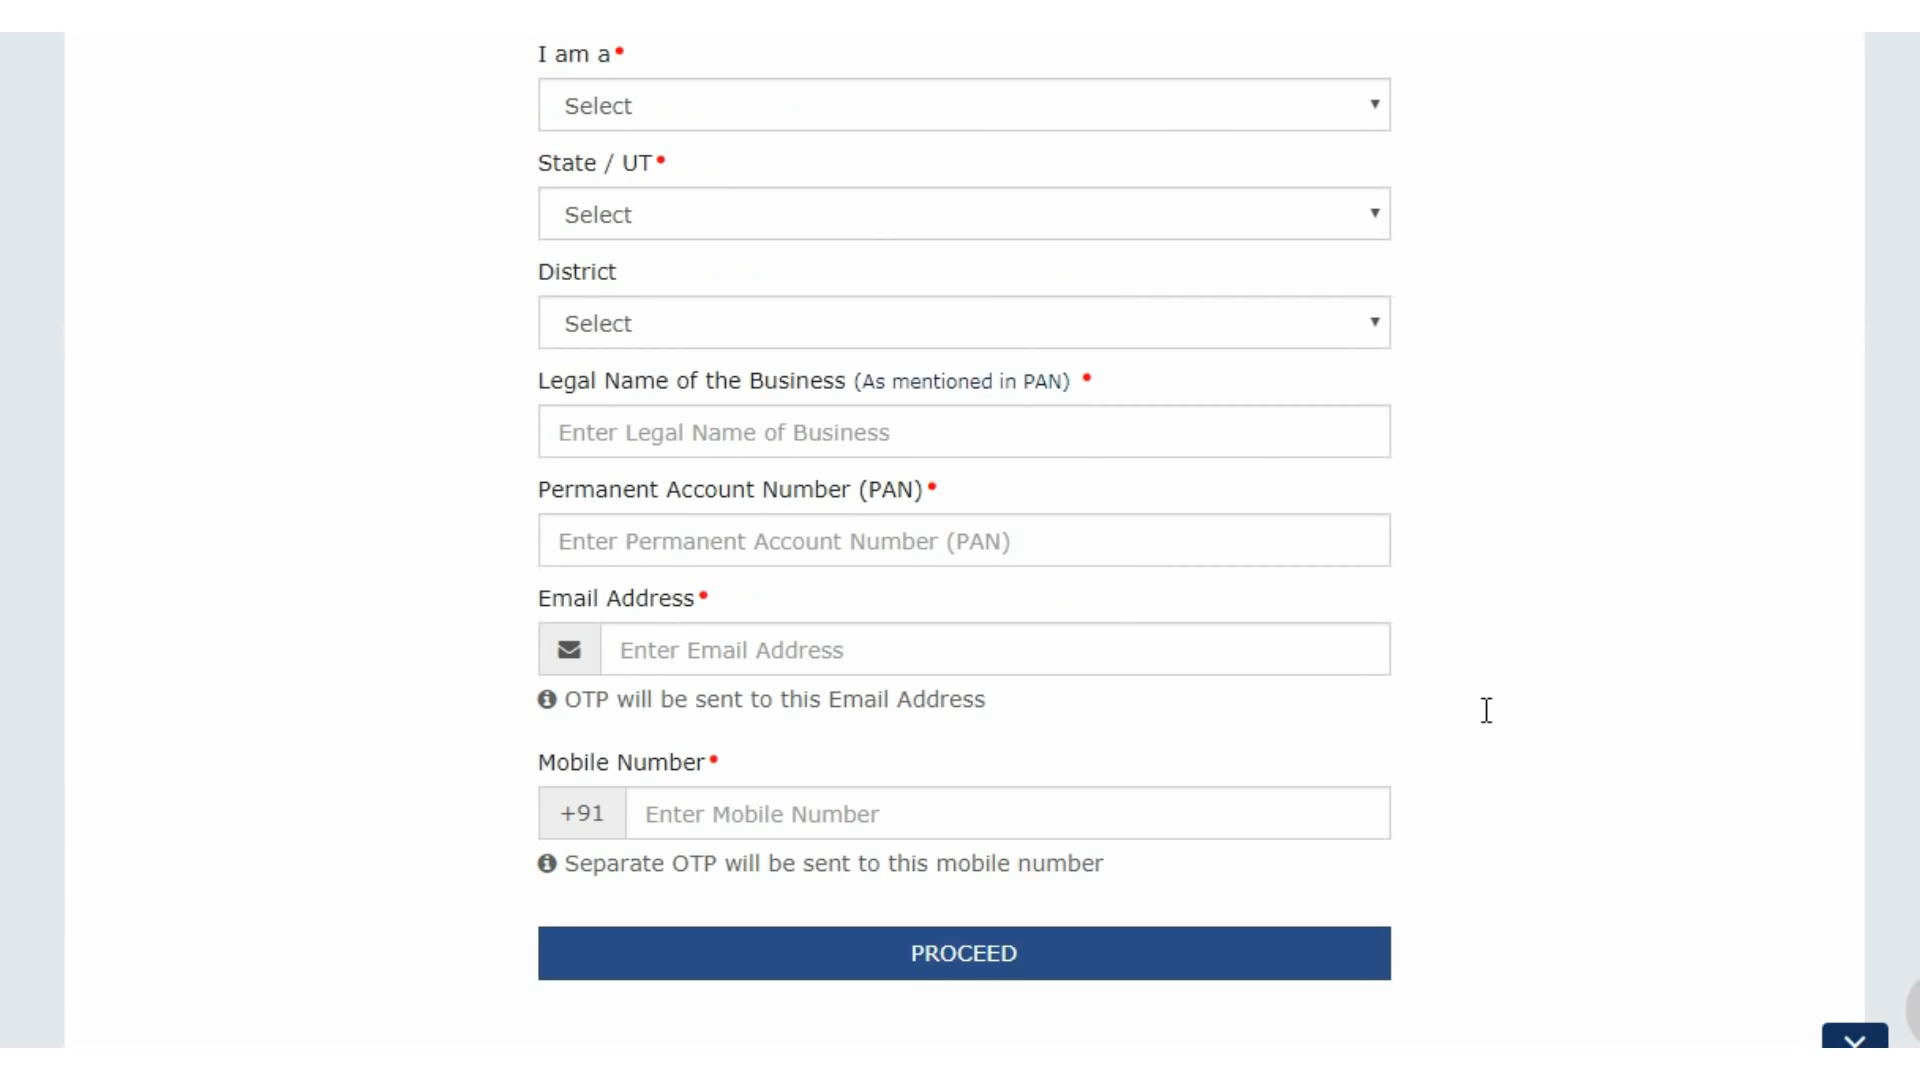 I am a
Select
State / UT
Select
District
Select
Legal Name of the Business (As mentioned in PAN)
Enter Legal Name of Business
Permanent Account Number (PAN)
Enter Permanent Account Number (PAN)
Email Address
Enter Email Address
OTP will be sent to this Email Address
Mobile Number
+91 Enter Mobile Number
Separate OTP will be sent to this mobile number
PROCEED